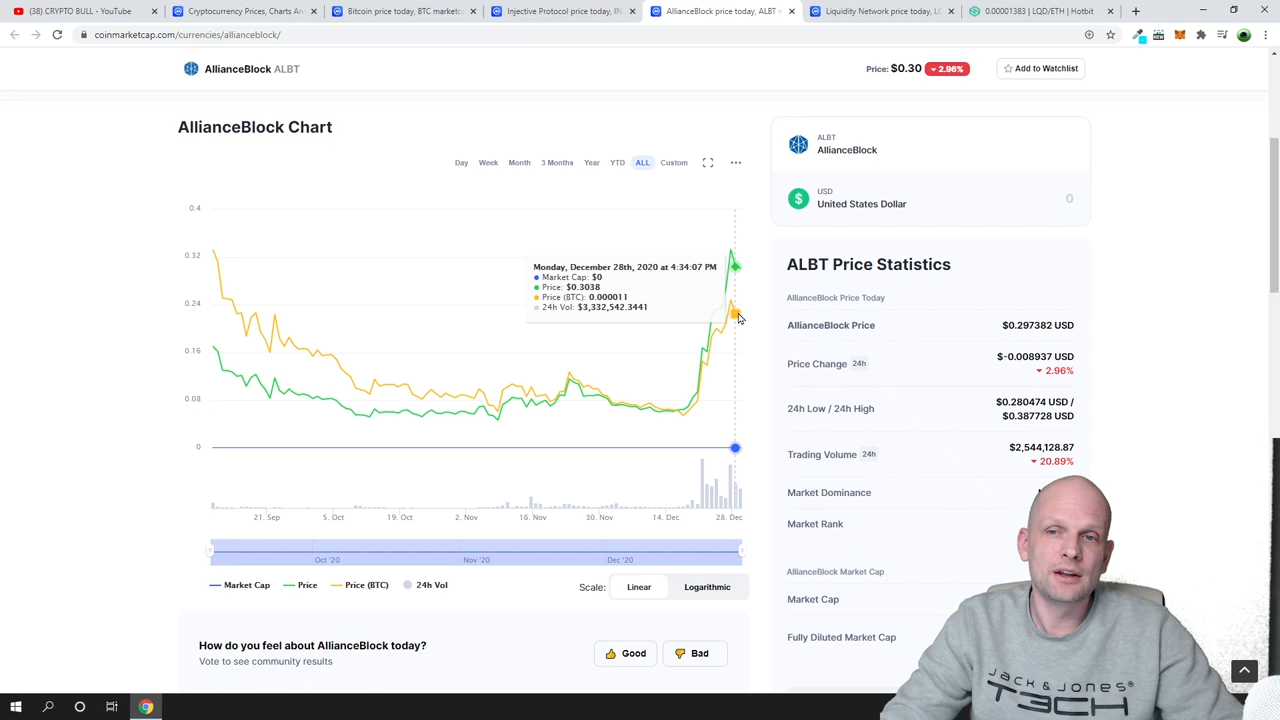 (38) CRYPTO BULL - YouTube
Cryptocurrency Prices, Charts An
Bitcoin price today, BTC marketc
Injective Protocol price today, IN
AllianceBlock price today, ALBT m
Liquidity Network price today, LC
0.00001383 | LQD/ETH | Hotbit
coinmarketcap.com/currencies/allianceblock/
AllianceBlock ALBT
Price: $0.30 2.96%
Add to Watchlist
AllianceBlock Chart
Day Week Month 3 Months Year YTD ALL Custom
0.4
0.32
0.24
0.16
0.08
0
Monday, December 28th, 2020 at 4:34:07 PM
Market Cap: $0
Price: $0.3038
Price (BTC): 0.000011
24h Vol: $3,332,542.3441
21. Sep 5. Oct 19. Oct 2. Nov 16. Nov 30. Nov 14. Dec 28. Dec
Oct '20 Nov '20 Dec '20
Market Cap Price Price (BTC) 24h Vol
Scale: Linear Logarithmic
How do you feel about AllianceBlock today?
Vote to see community results
Good Bad
ALBT
AllianceBlock
USD
United States Dollar 0
ALBT Price Statistics
AllianceBlock Price Today
AllianceBlock Price $0.297382 USD
Price Change 24h $-0.008937 USD
2.96%
24h Low / 24h High $0.280474 USD /
$0.387728 USD
Trading Volume 24h $2,544,128.87
20.89%
Market Dominance
Market Rank
AllianceBlock Market Cap
Market Cap
Fully Diluted Market Cap
JACK & JONES
T3CH